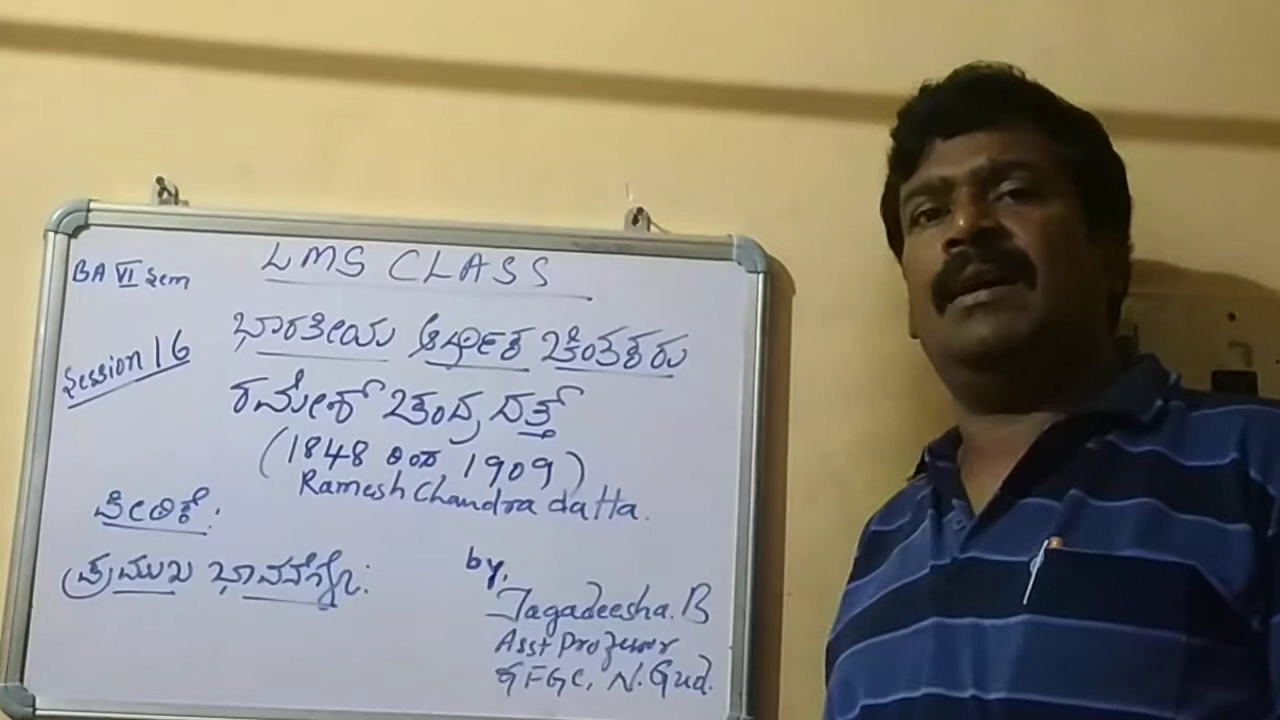 LMS CLASS
BA VI Sem
ಭಾರತೀಯ ಆರ್ಥಿಕ ಚಿಂತಕರು
Session 16
ರಮೇಶ್ ಚಂದ್ರ ದತ್ತ್
(1848 ರಿಂದ 1909)
Ramesh Chandra datta.
ಪೀಠಿಕೆ:
ಪ್ರಮುಖ ಭಾವನೆಗಳು:
by,
Jagadeesha. B
Asst Professor
GFGC, N.Gud.